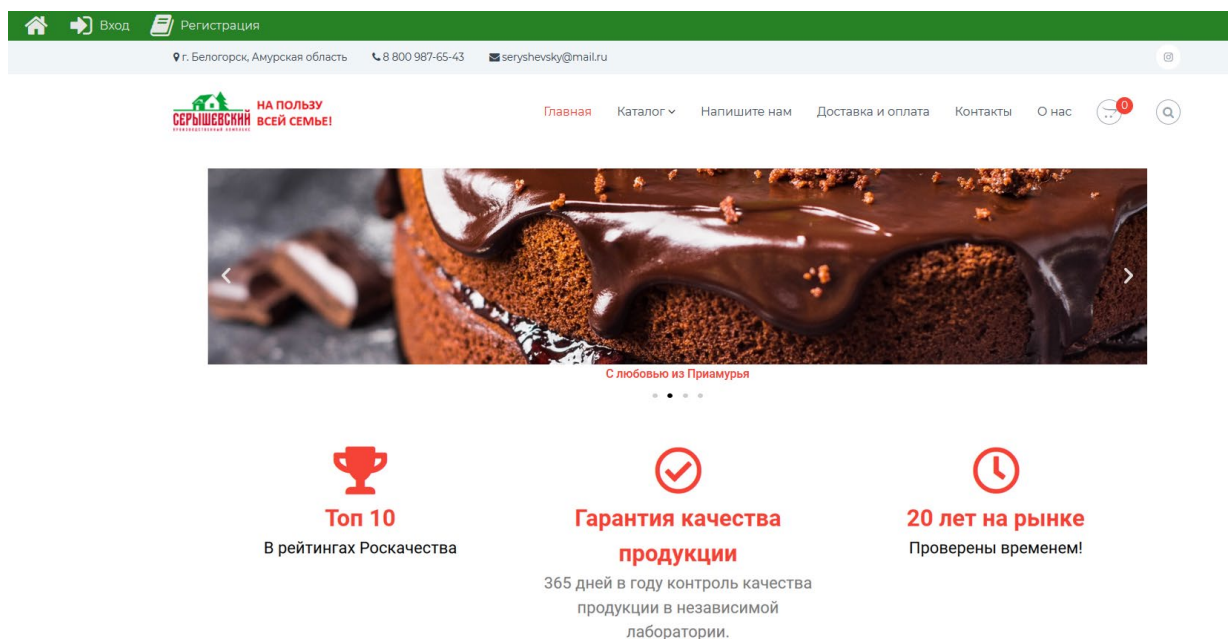 Вход Регистрация
г. Белогорск, Амурская область 8 800 987-65-43 seryshevsky@mail.ru
СЕРЫШЕВСКИЙ
ПРОИЗВОДСТВЕННЫЙ КОМПЛЕКС
НА ПОЛЬЗУ
ВСЕЙ СЕМЬЕ!
Главная Каталог Напишите нам Доставка и оплата Контакты О нас 0
С любовью из Приамурья
Топ 10
В рейтингах Роскачества
Гарантия качества
продукции
365 дней в году контроль качества
продукции в независимой
лаборатории.
20 лет на рынке
Проверены временем!